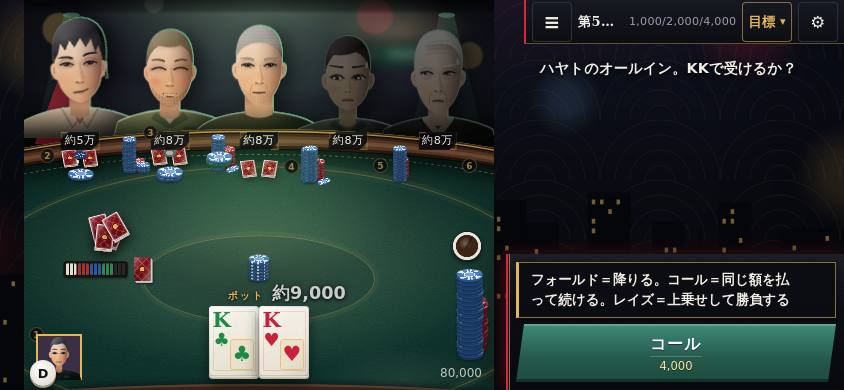 第5… 1,000/2,000/4,000 目標 ▾
ハヤトのオールイン。KKで受けるか？
約5万 約8万 約8万 約8万 約8万
2 3 4 5 6
ポット 約9,000
K K
1
D
80,000
フォールド＝降りる。コール＝同じ額を払
って続ける。レイズ＝上乗せして勝負する
コール
4,000